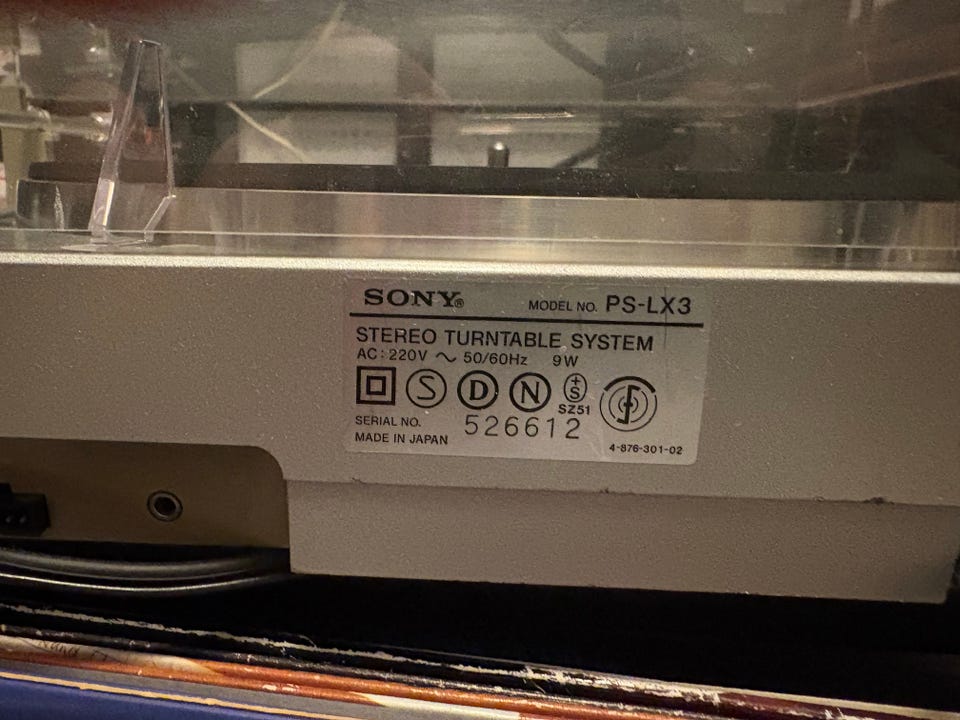 SONY®
MODEL NO. PS-LX3
STEREO TURNTABLE SYSTEM
AC: 220V ～ 50/60Hz 9W
S D N +S
SZ51
SERIAL NO. 526612
MADE IN JAPAN
4-876-301-02